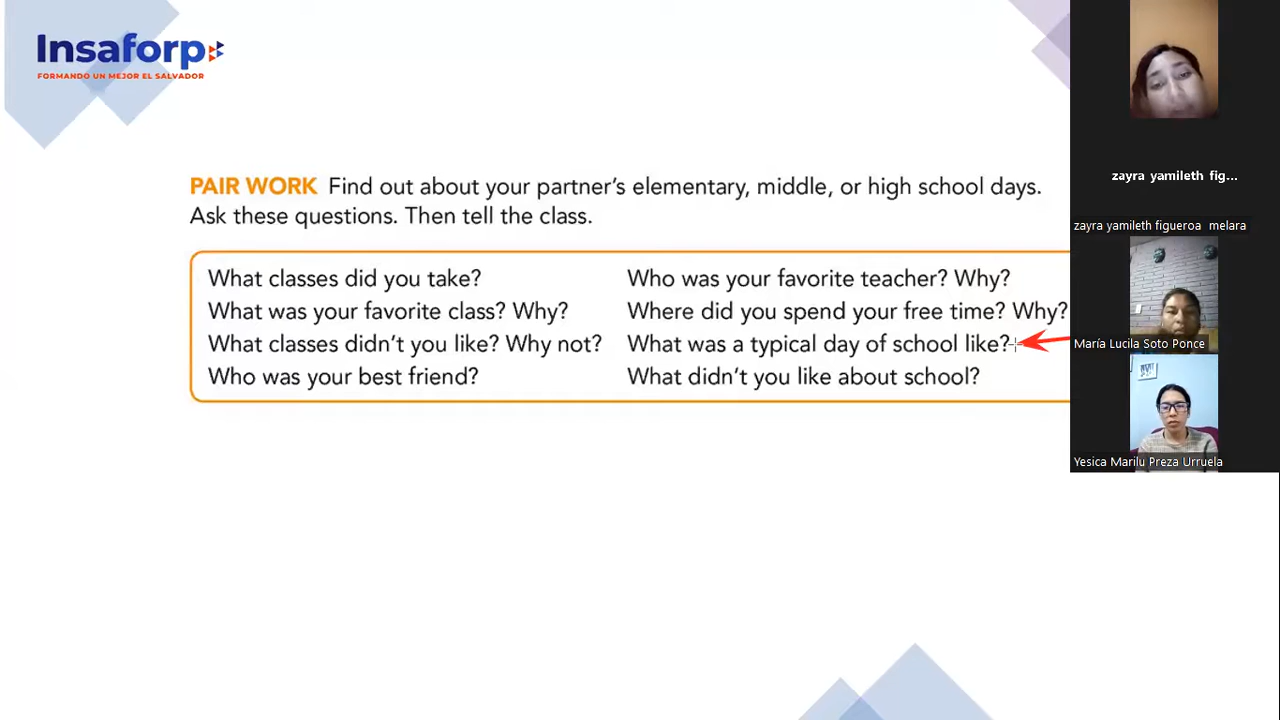 Insaforp
FORMANDO UN MEJOR EL SALVADOR
PAIR WORK Find out about your partner's elementary, middle, or high school days.
Ask these questions. Then tell the class.
What classes did you take?
What was your favorite class? Why?
What classes didn't you like? Why not?
Who was your best friend?
Who was your favorite teacher? Why?
Where did you spend your free time? Why?
What was a typical day of school like?
What didn't you like about school?
zayra yamileth fig...
zayra yamileth figueroa melara
María Lucila Soto Ponce
Yesica Marilu Preza Urruela